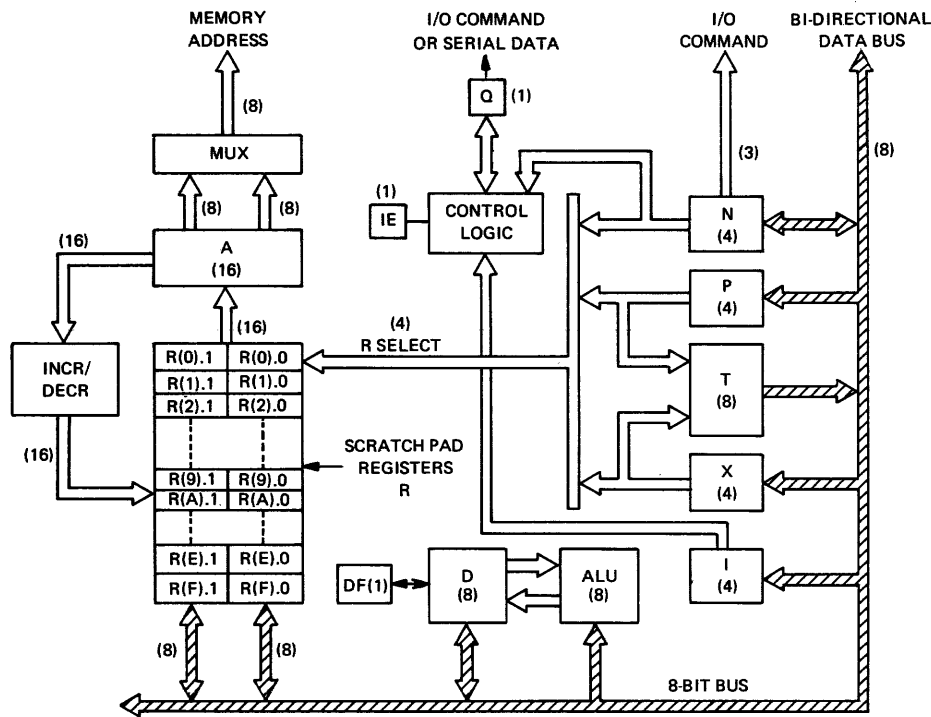 MEMORY
ADDRESS
I/O COMMAND
OR SERIAL DATA
I/O
COMMAND
BI-DIRECTIONAL
DATA BUS
(8)
Q
(1)
(3)
(8)
MUX
(8)
(8)
(1)
IE
CONTROL
LOGIC
N
(4)
(16)
A
(16)
P
(4)
(16)
(4)
R SELECT
INCR/
DECR
R(0).1
R(0).0
R(1).1
R(1).0
R(2).1
R(2).0
T
(8)
(16)
SCRATCH PAD
REGISTERS
R
R(9).1
R(9).0
R(A).1
R(A).0
X
(4)
R(E).1
R(E).0
R(F).1
R(F).0
DF(1)
D
(8)
ALU
(8)
I
(4)
(8)
(8)
8-BIT BUS